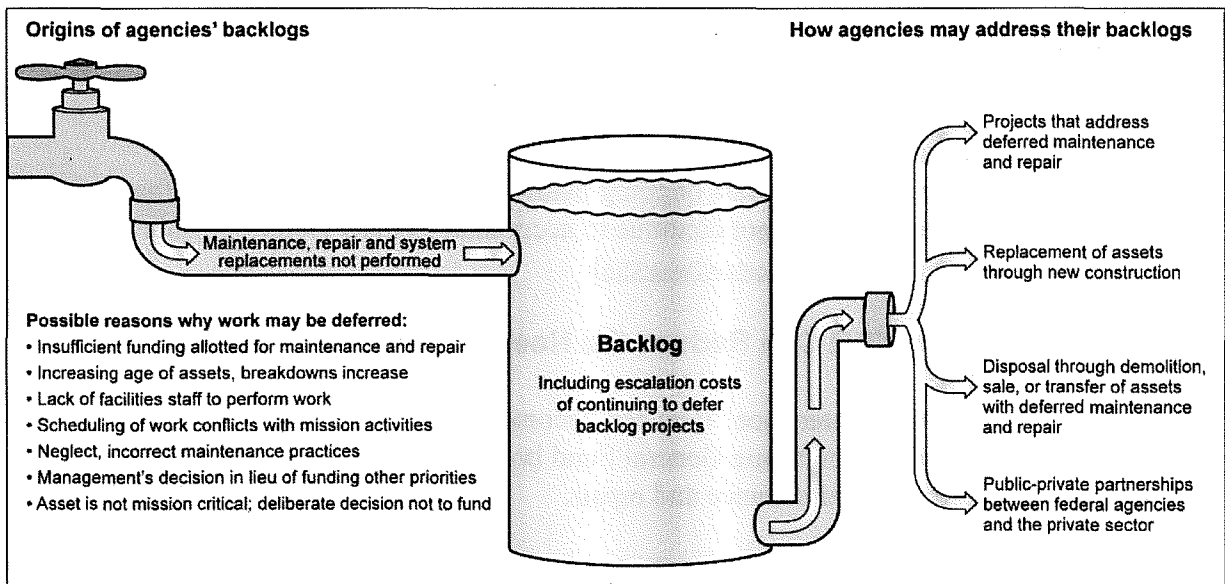 Origins of agencies' backlogs
How agencies may address their backlogs
Maintenance, repair and system
replacements not performed
Possible reasons why work may be deferred:
• Insufficient funding allotted for maintenance and repair
• Increasing age of assets, breakdowns increase
• Lack of facilities staff to perform work
• Scheduling of work conflicts with mission activities
• Neglect, incorrect maintenance practices
• Management's decision in lieu of funding other priorities
• Asset is not mission critical; deliberate decision not to fund
Backlog
Including escalation costs
of continuing to defer
backlog projects
Projects that address
deferred maintenance
and repair
Replacement of assets
through new construction
Disposal through demolition,
sale, or transfer of assets
with deferred maintenance
and repair
Public-private partnerships
between federal agencies
and the private sector